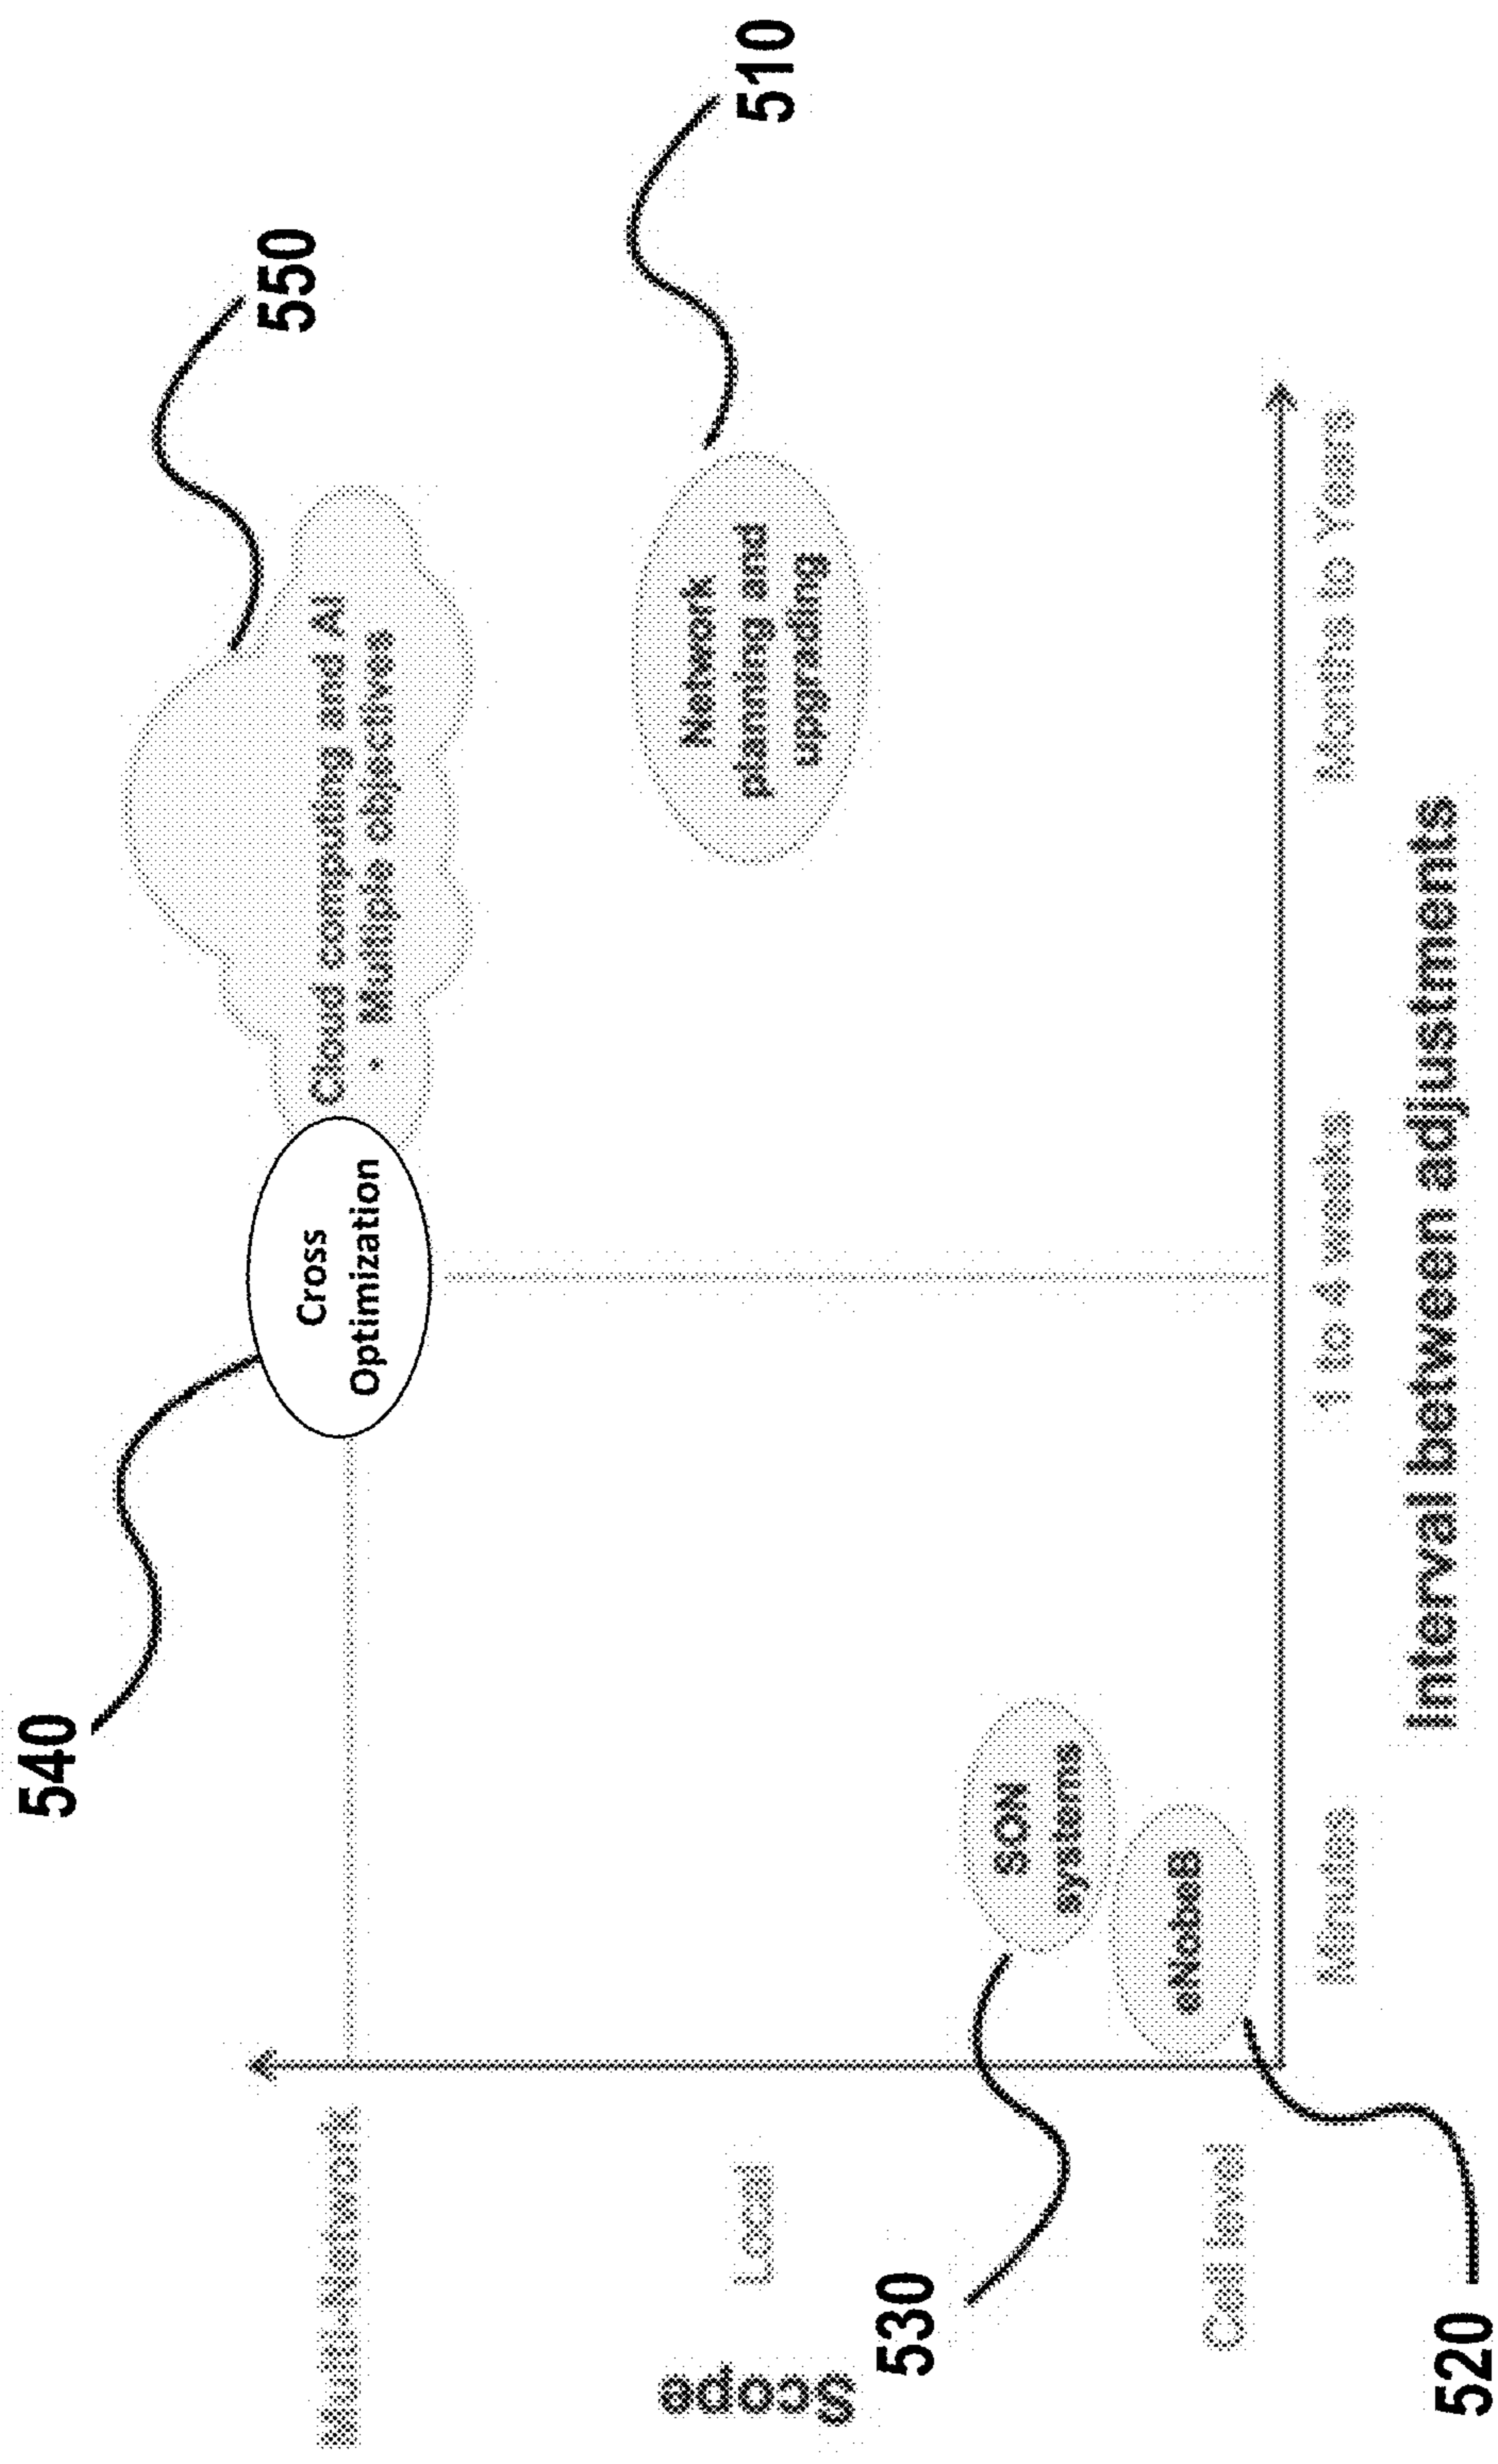 540
550
510
Multi-Network
Cross
Optimization
Cloud computing and AI
• Multiple objectives
Local
Network
planning and
upgrading
Scope
530
SON
systems
Cell level
eNodeB
Minutes
1 to 4 weeks
Months to Years
Interval between adjustments
520